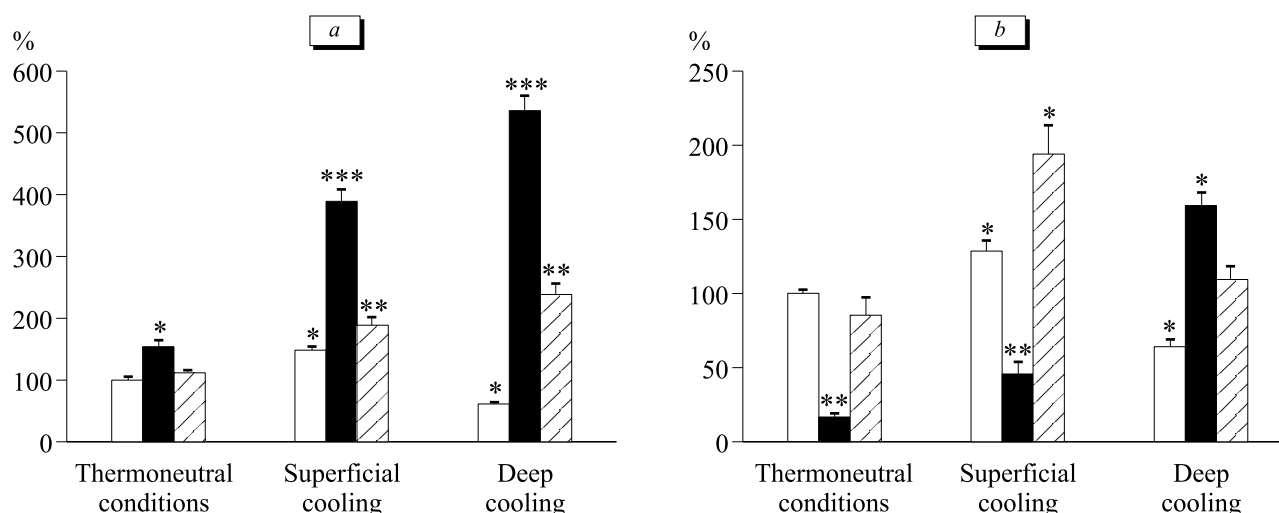 a
%
600
500
400
300
200
100
0
*
*
***
**
*
***
**
Thermoneutral
conditions
Superficial
cooling
Deep
cooling
b
%
250
200
150
100
50
0
**
*
**
*
*
*
Thermoneutral
conditions
Superficial
cooling
Deep
cooling